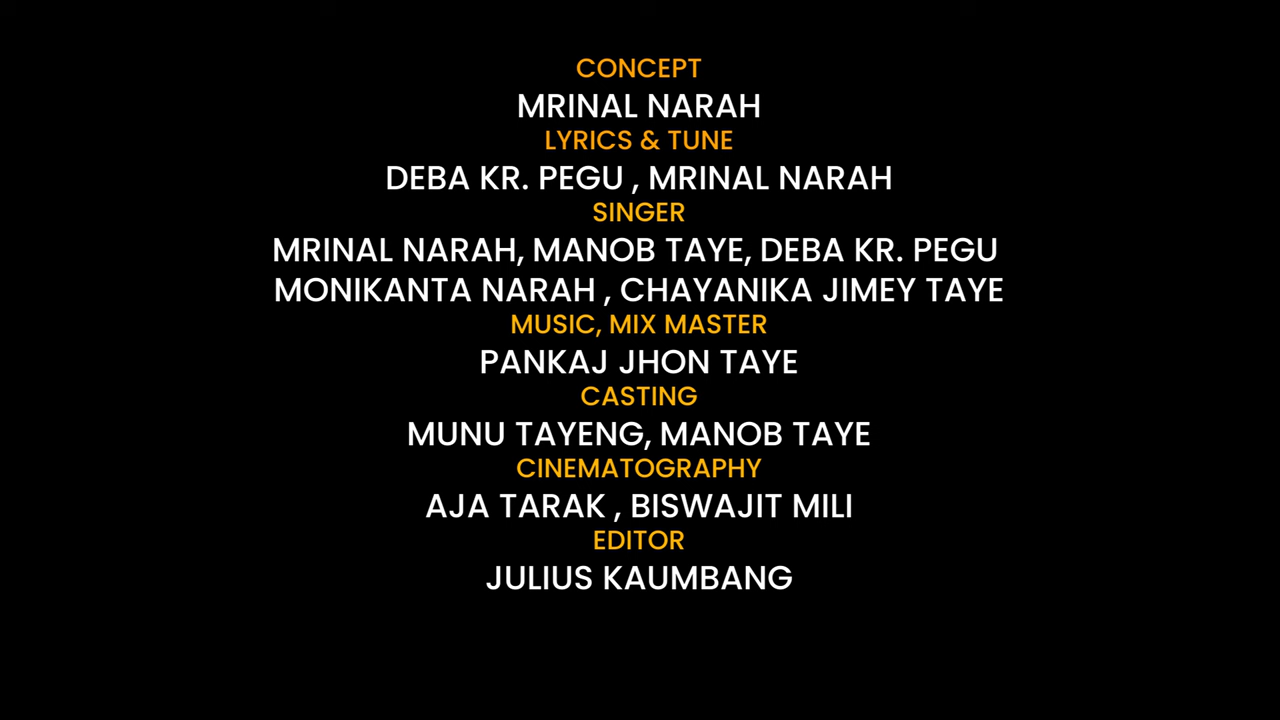 CONCEPT
MRINAL NARAH
LYRICS & TUNE
DEBA KR. PEGU , MRINAL NARAH
SINGER
MRINAL NARAH, MANOB TAYE, DEBA KR. PEGU
MONIKANTA NARAH , CHAYANIKA JIMEY TAYE
MUSIC, MIX MASTER
PANKAJ JHON TAYE
CASTING
MUNU TAYENG, MANOB TAYE
CINEMATOGRAPHY
AJA TARAK , BISWAJIT MILI
EDITOR
JULIUS KAUMBANG